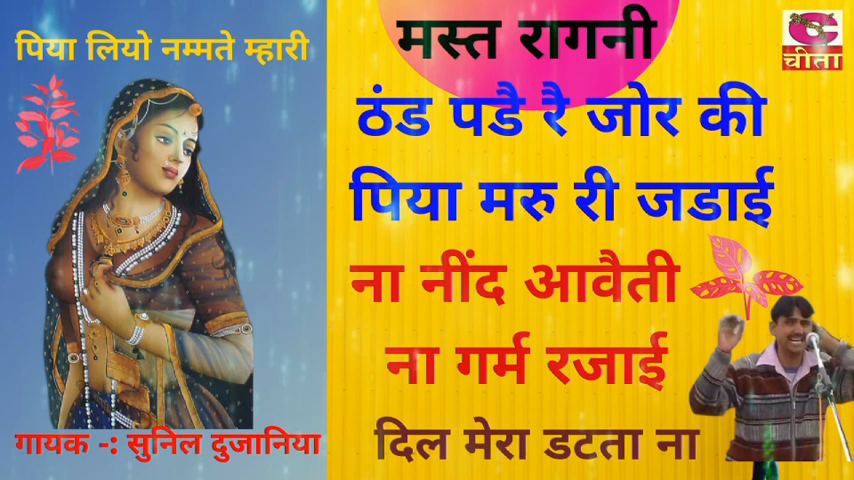 पिया लियो नम्मते म्हारी
मस्त रागनी
चीता
ठंड पडै रै जोर की
पिया मरु री जडाई
ना नींद आवैती
ना गर्म रजाई
दिल मेरा डटता ना
गायक -: सुनिल दुजानिया